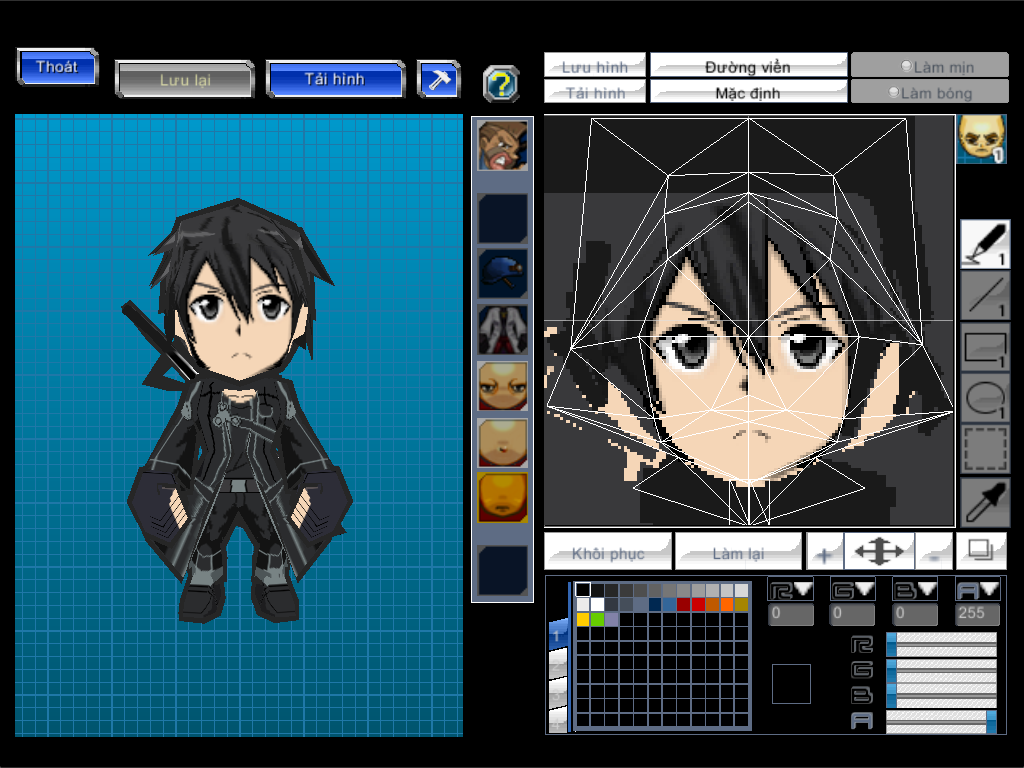 Thoát
Lưu lại
Tải hình
?
Lưu hình
Đường viền
Làm mịn
Tải hình
Mặc định
Làm bóng
1
1
1
1
1
Khôi phục
Làm lại
+
-
R G B A
0 0 0 255
1
R
G
B
A